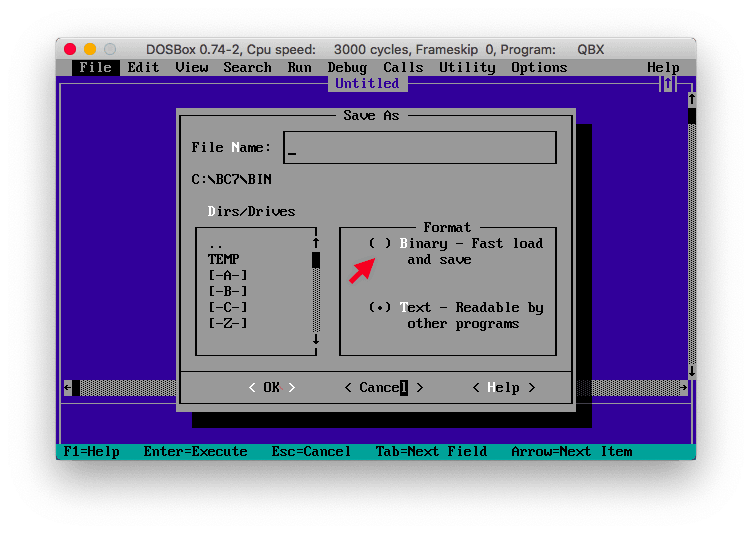 DOSBox 0.74-2, Cpu speed: 3000 cycles, Frameskip 0, Program: QBX
File Edit View Search Run Debug Calls Utility Options Help
Untitled
Save As
File Name:
C:\BC7\BIN
Dirs/Drives
..
TEMP
[-A-]
[-B-]
[-C-]
[-Z-]
Format
( ) Binary - Fast load
and save
(•) Text - Readable by
other programs
< OK > < Cancel > < Help >
F1=Help Enter=Execute Esc=Cancel Tab=Next Field Arrow=Next Item